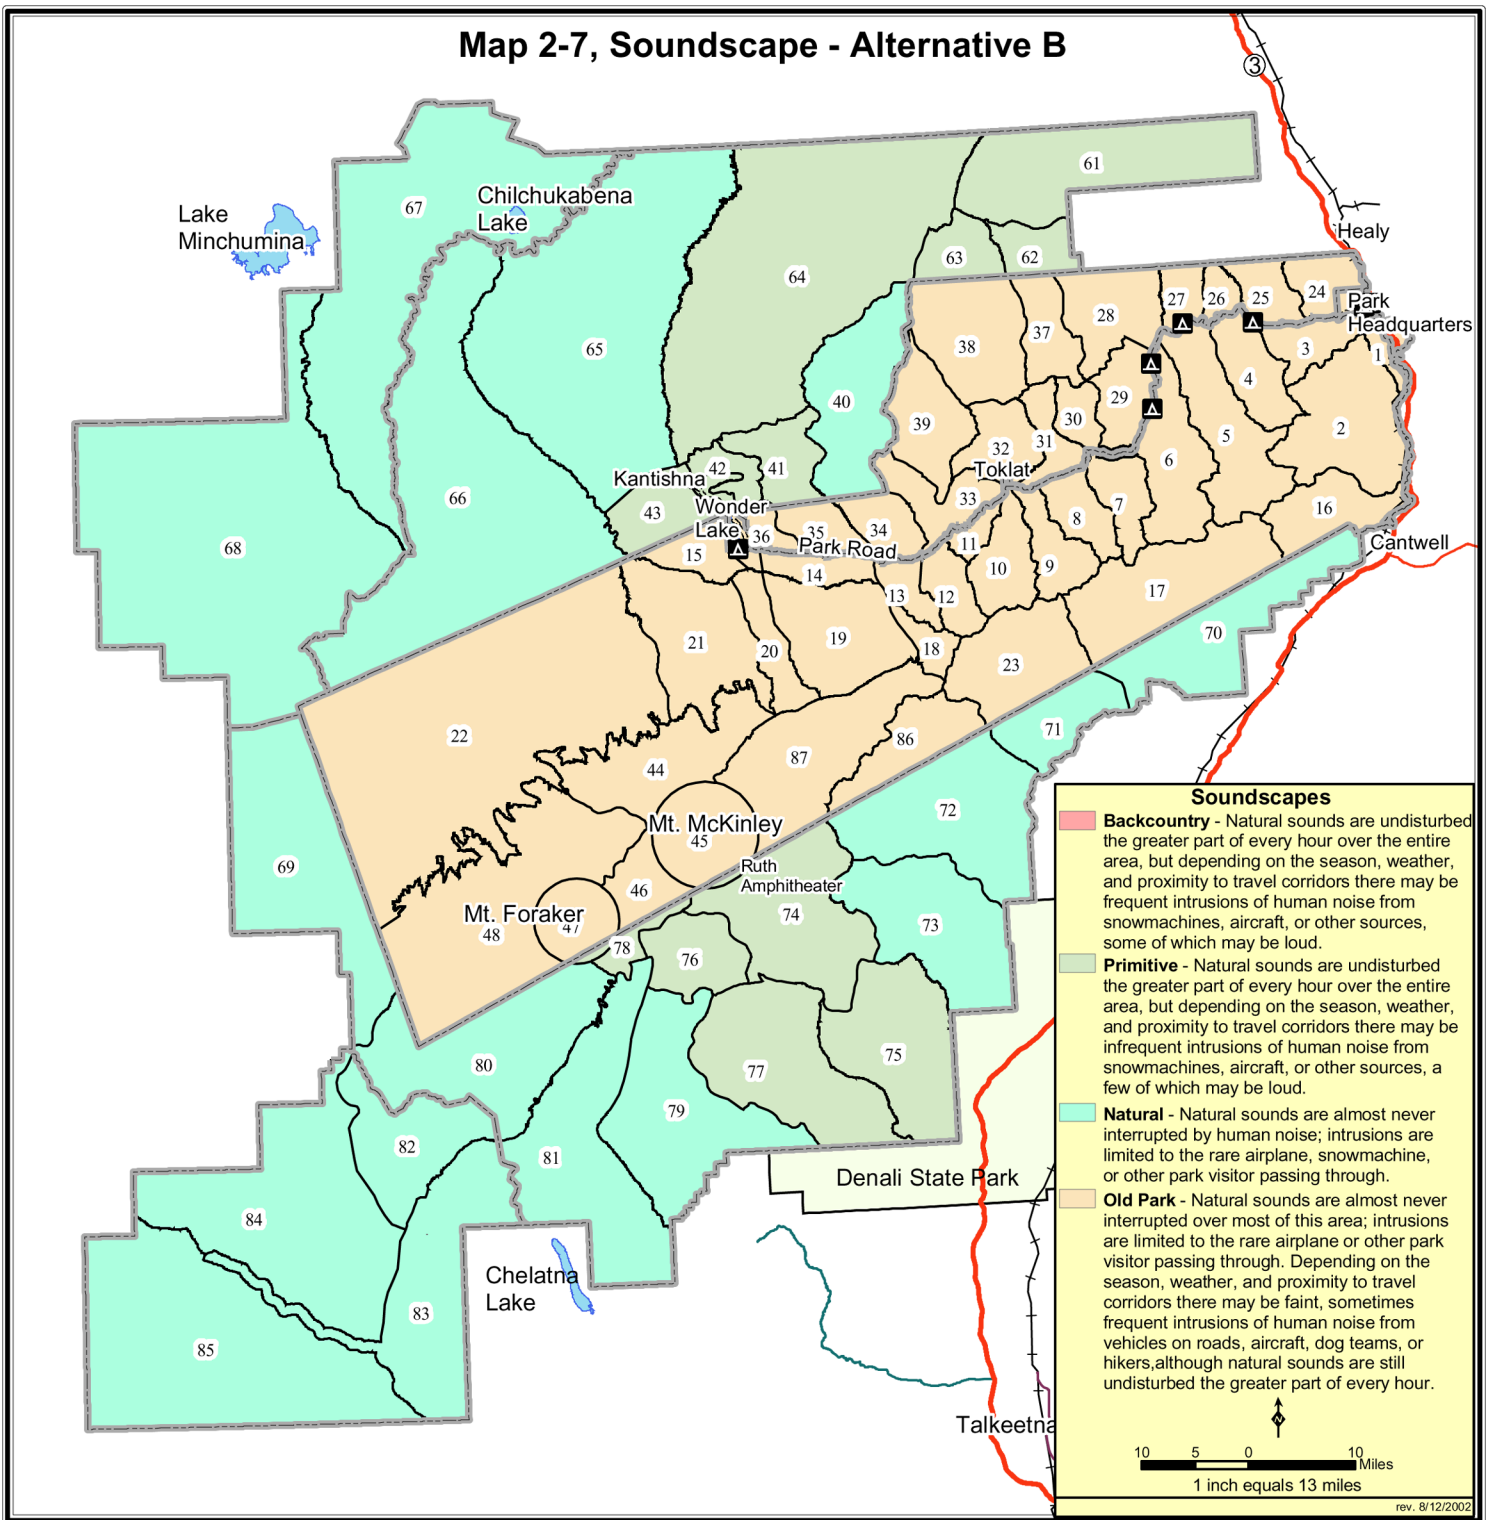 Map 2-7, Soundscape - Alternative B
3
61
Chilchukabena
Lake
67
Lake
Minchumina
Healy
63
62
64
24
27
26
25
Park
Headquarters
28
37
38
65
3
1
4
40
29
39
30
2
5
31
32
6
42
41
Toklat
Kantishna
66
33
43
Wonder
Lake
7
16
8
36
35
34
Park Road
11
Cantwell
68
15
14
10
9
13
12
17
70
21
20
19
18
23
22
71
86
87
44
72
Mt. McKinley
45
Ruth
Amphitheater
69
46
Mt. Foraker
47
48
74
73
78
76
80
75
77
79
82
81
Denali State Park
84
Chelatna
Lake
83
85
Talkeetna
Soundscapes
Backcountry - Natural sounds are undisturbed
the greater part of every hour over the entire
area, but depending on the season, weather,
and proximity to travel corridors there may be
frequent intrusions of human noise from
snowmachines, aircraft, or other sources,
some of which may be loud.
Primitive - Natural sounds are undisturbed
the greater part of every hour over the entire
area, but depending on the season, weather,
and proximity to travel corridors there may be
infrequent intrusions of human noise from
snowmachines, aircraft, or other sources, a
few of which may be loud.
Natural - Natural sounds are almost never
interrupted by human noise; intrusions are
limited to the rare airplane, snowmachine,
or other park visitor passing through.
Old Park - Natural sounds are almost never
interrupted over most of this area; intrusions
are limited to the rare airplane or other park
visitor passing through. Depending on the
season, weather, and proximity to travel
corridors there may be faint, sometimes
frequent intrusions of human noise from
vehicles on roads, aircraft, dog teams, or
hikers,although natural sounds are still
undisturbed the greater part of every hour.
N
10 5 0 10
Miles
1 inch equals 13 miles
rev. 8/12/2002